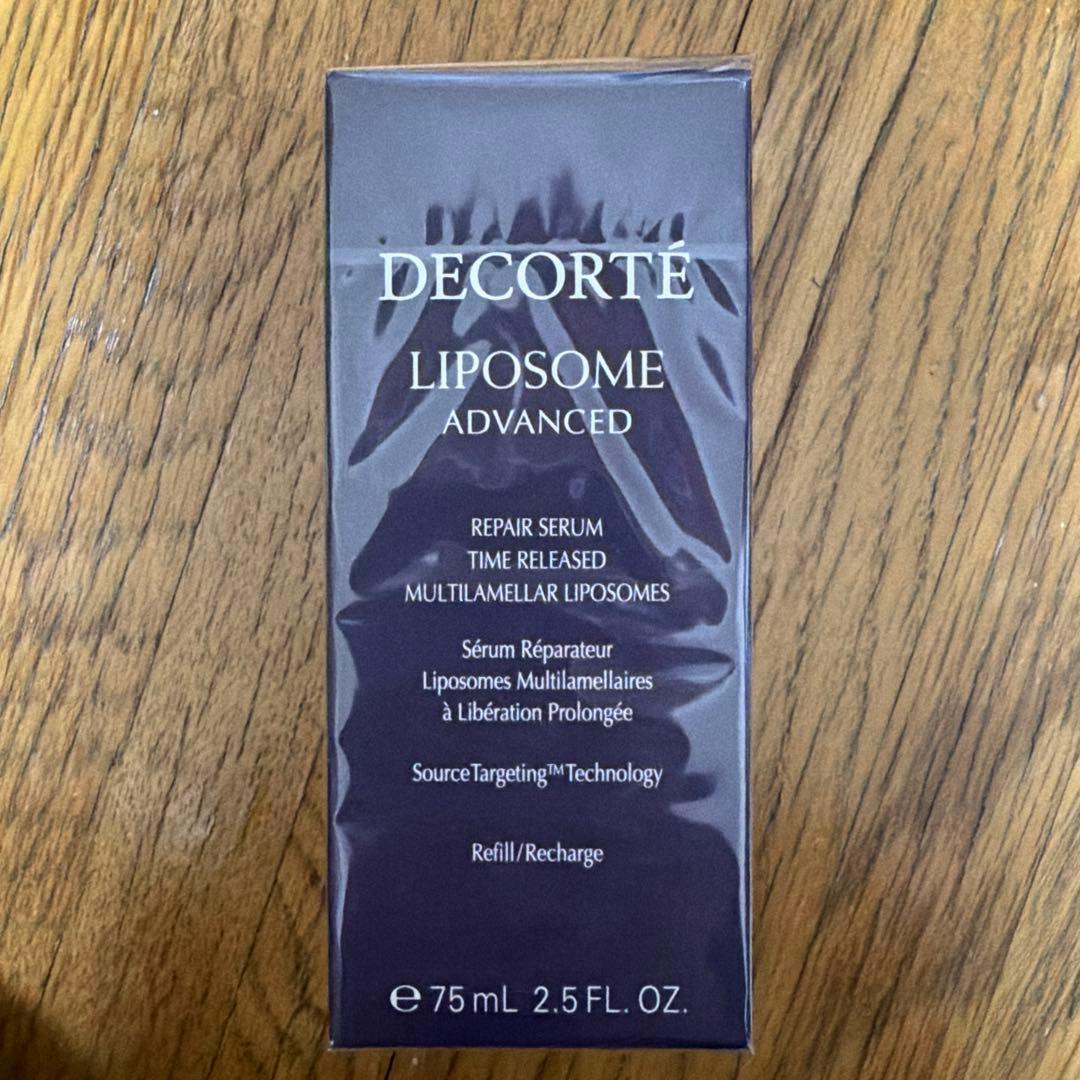 DECORTÉ
LIPOSOME
ADVANCED
REPAIR SERUM
TIME RELEASED
MULTILAMELLAR LIPOSOMES
Sérum Réparateur
Liposomes Multilamellaires
à Libération Prolongée
SourceTargeting™Technology
Refill/Recharge
℮ 75 mL 2.5 FL. OZ.